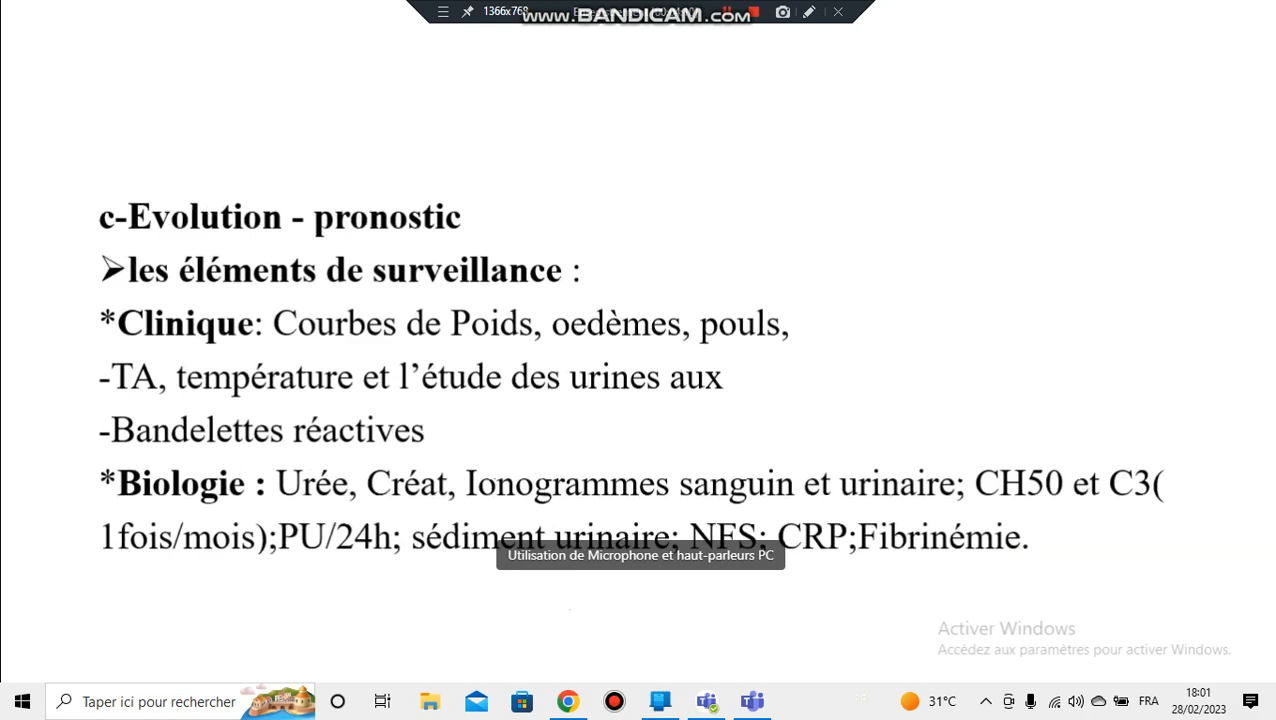 1366x768
www.BANDICAM.com
c-Evolution - pronostic
➢les éléments de surveillance :
*Clinique: Courbes de Poids, oedèmes, pouls,
-TA, température et l’étude des urines aux
-Bandelettes réactives
*Biologie : Urée, Créat, Ionogrammes sanguin et urinaire; CH50 et C3(
1fois/mois);PU/24h; sédiment urinaire; NFS; CRP;Fibrinémie.
Utilisation de Microphone et haut-parleurs PC
Activer Windows
Accédez aux paramètres pour activer Windows.
Taper ici pour rechercher
31°C
FRA
18:01
28/02/2023